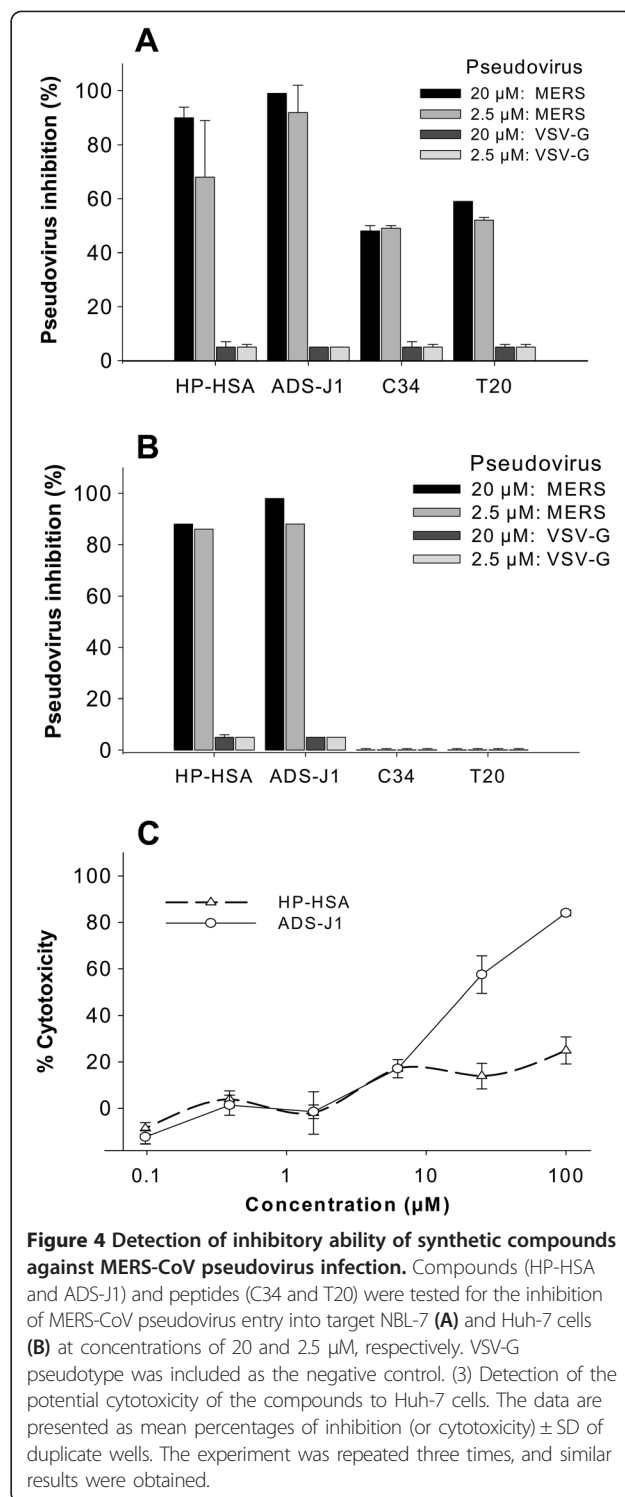 A
Pseudovirus inhibition (%)
100
80
60
40
20
0
Pseudovirus
20 µM: MERS
2.5 µM: MERS
20 µM: VSV-G
2.5 µM: VSV-G
HP-HSA ADS-J1 C34 T20
B
Pseudovirus inhibition (%)
100
80
60
40
20
0
Pseudovirus
20 µM: MERS
2.5 µM: MERS
20 µM: VSV-G
2.5 µM: VSV-G
HP-HSA ADS-J1 C34 T20
C
% Cytotoxicity
100
80
60
40
20
0
HP-HSA
ADS-J1
0.1 1 10 100
Concentration (µM)
Figure 4 Detection of inhibitory ability of synthetic compounds
against MERS-CoV pseudovirus infection. Compounds (HP-HSA
and ADS-J1) and peptides (C34 and T20) were tested for the inhibition
of MERS-CoV pseudovirus entry into target NBL-7 (A) and Huh-7 cells
(B) at concentrations of 20 and 2.5 µM, respectively. VSV-G
pseudotype was included as the negative control. (3) Detection of the
potential cytotoxicity of the compounds to Huh-7 cells. The data are
presented as mean percentages of inhibition (or cytotoxicity) ± SD of
duplicate wells. The experiment was repeated three times, and similar
results were obtained.